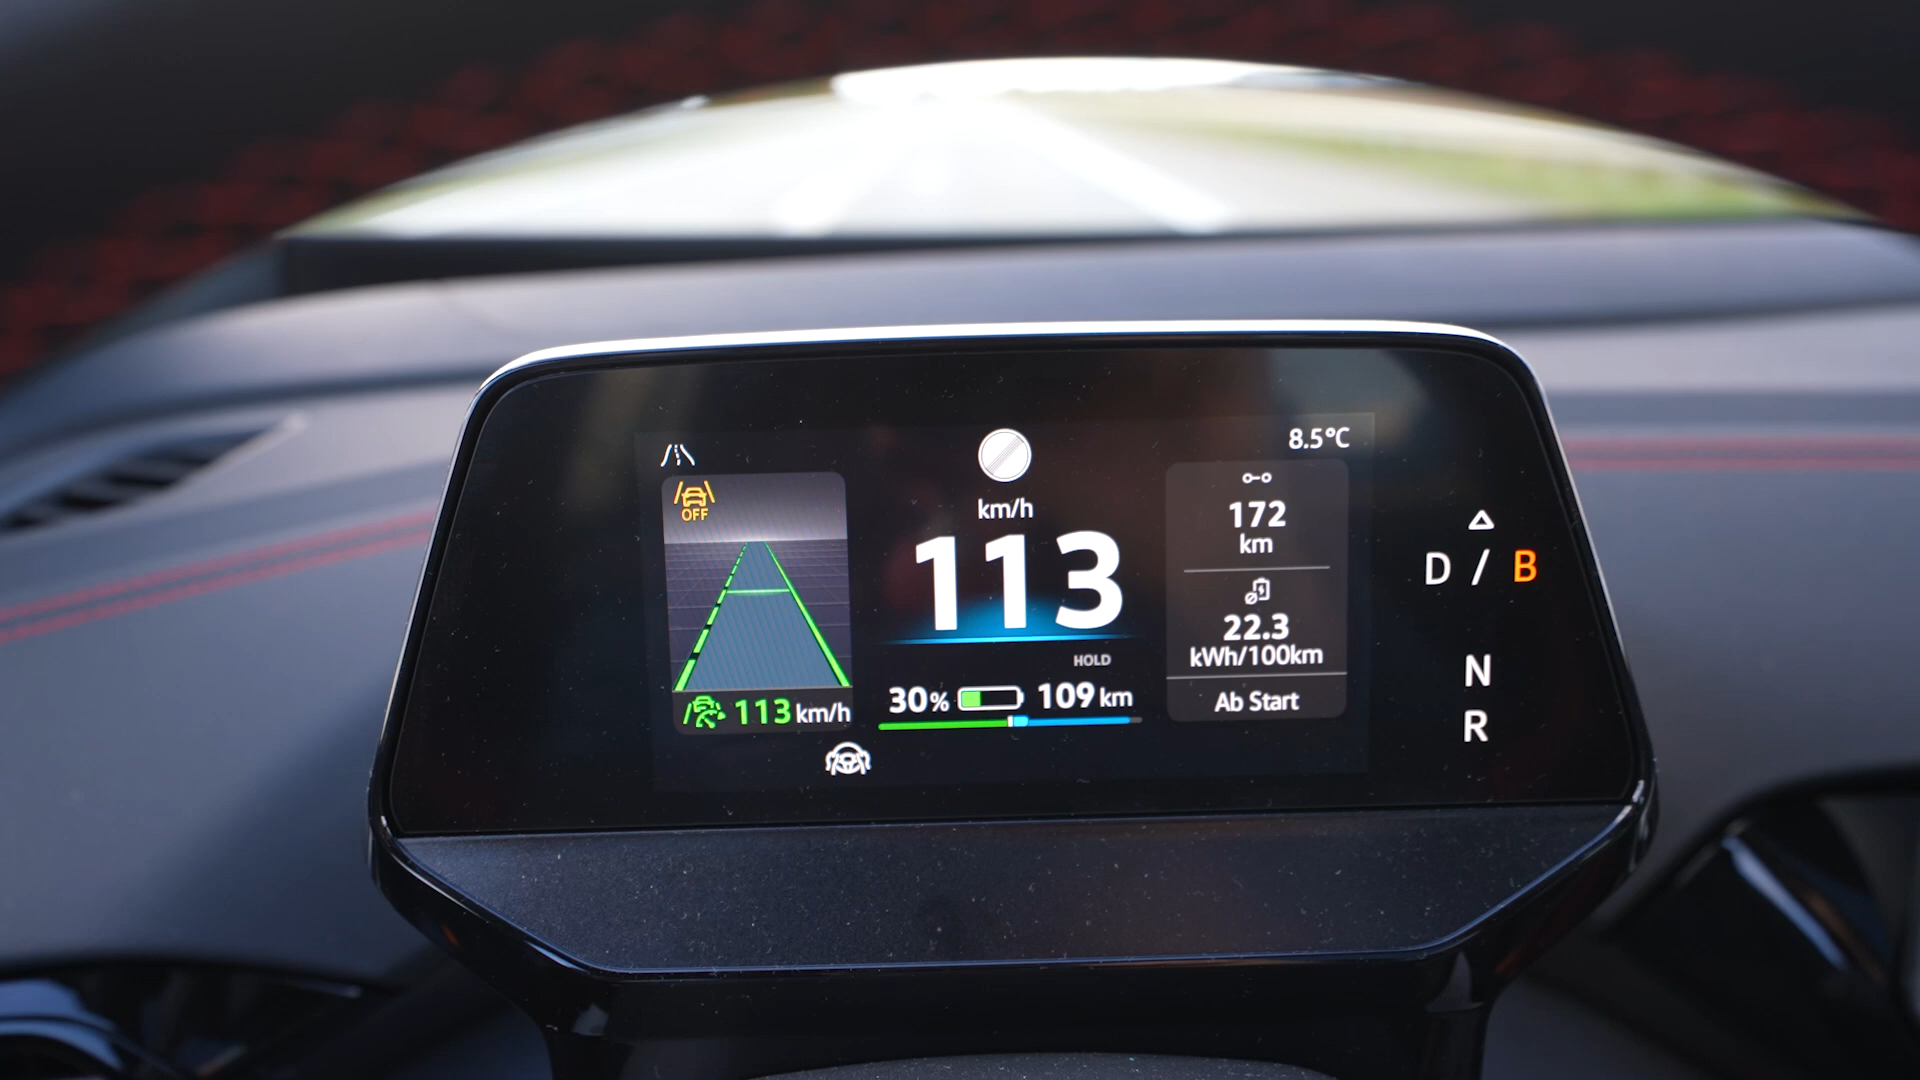 8.5°C
OFF
km/h
113
HOLD
30% 109 km
113 km/h
172
km
22.3
kWh/100km
Ab Start
D / B
N
R